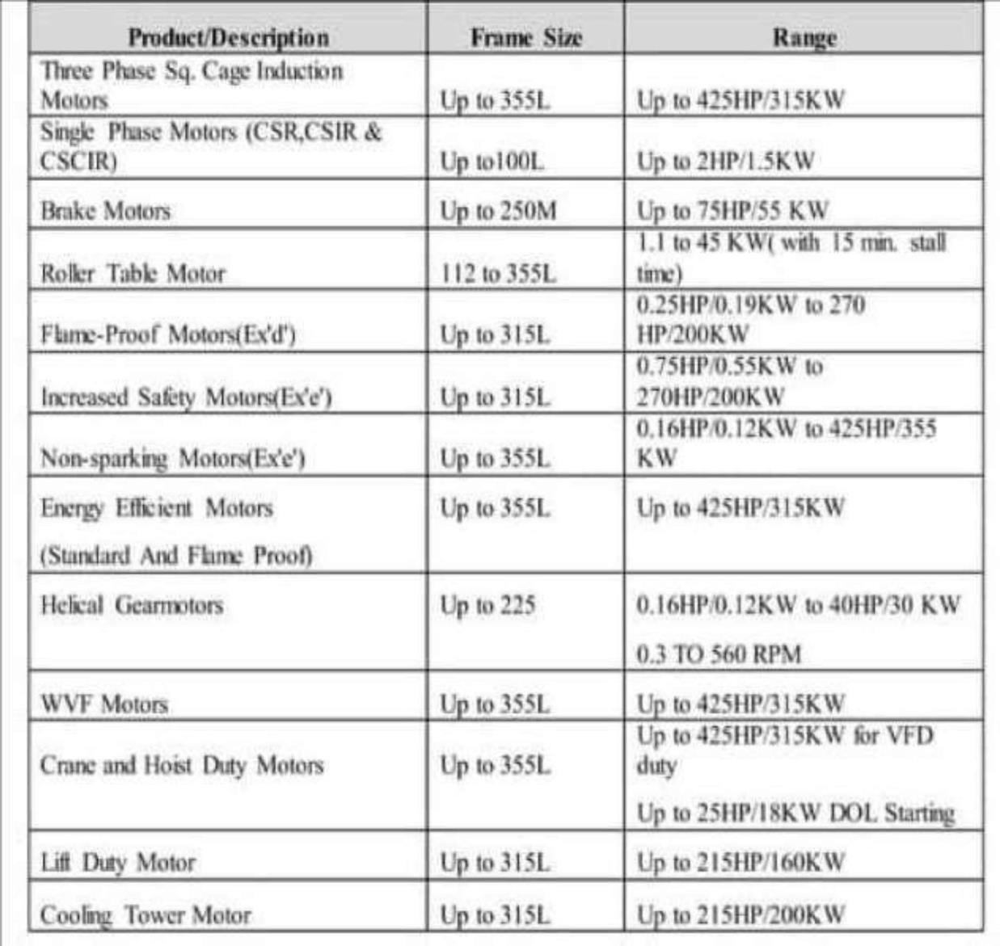 Product/Description Frame Size Range
Three Phase Sq. Cage Induction
Motors Up to 355L Up to 425HP/315KW
Single Phase Motors (CSR,CSIR &
CSCIR) Up to100L Up to 2HP/1.5KW
Brake Motors Up to 250M Up to 75HP/55 KW
1.1 to 45 KW( with 15 min. stall
Roller Table Motor 112 to 355L time)
0.25HP/0.19KW to 270
Flame-Proof Motors(Ex'd') Up to 315L HP/200KW
0.75HP/0.55KW to
Increased Safety Motors(Ex'e') Up to 315L 270HP/200KW
0.16HP/0.12KW to 425HP/355
Non-sparking Motors(Ex'e') Up to 355L KW
Energy Efficient Motors Up to 355L Up to 425HP/315KW
(Standard And Flame Proof)
Helical Gearmotors Up to 225 0.16HP/0.12KW to 40HP/30 KW
0.3 TO 560 RPM
WVF Motors Up to 355L Up to 425HP/315KW
Up to 425HP/315KW for VFD
Crane and Hoist Duty Motors Up to 355L duty
Up to 25HP/18KW DOL Starting
Lift Duty Motor Up to 315L Up to 215HP/160KW
Cooling Tower Motor Up to 315L Up to 215HP/200KW